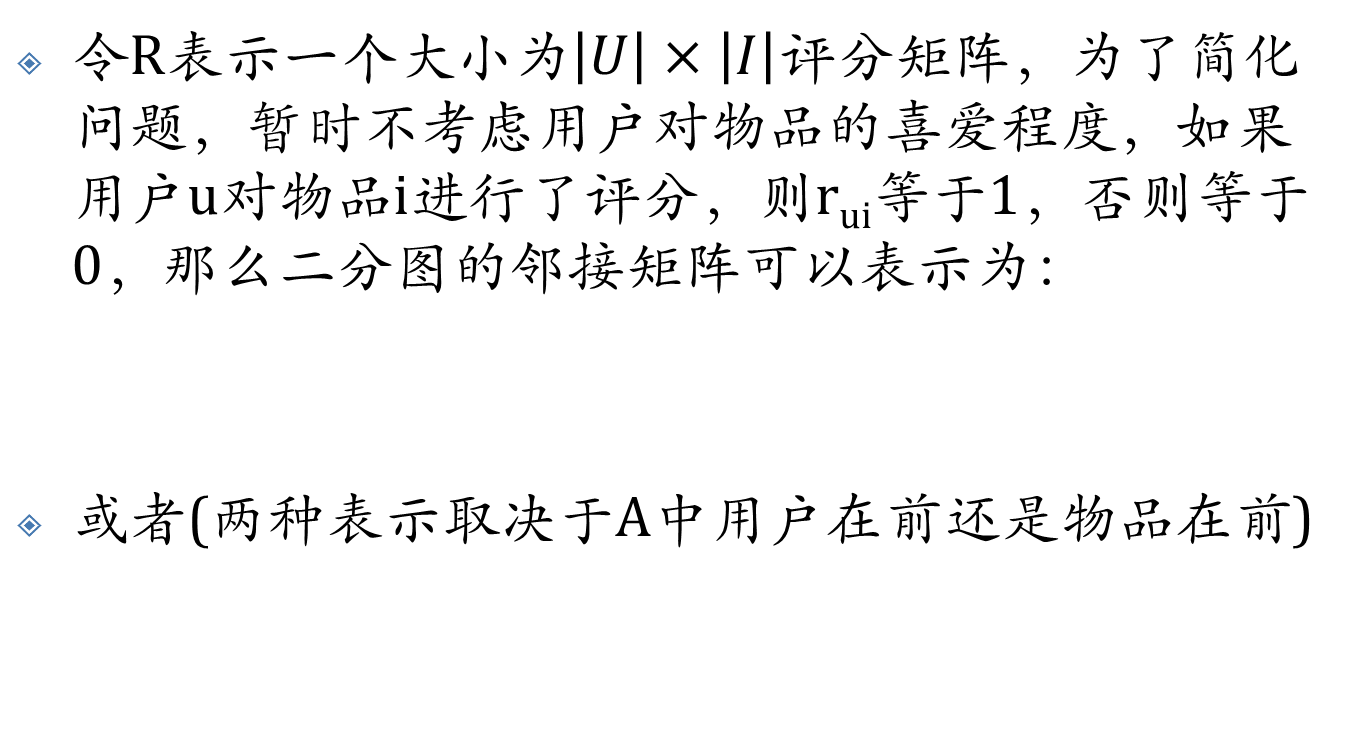 令R表示一个大小为|U| × |I|评分矩阵，为了简化
问题，暂时不考虑用户对物品的喜爱程度，如果
用户u对物品i进行了评分，则rui等于1，否则等于
0，那么二分图的邻接矩阵可以表示为：
或者(两种表示取决于A中用户在前还是物品在前)